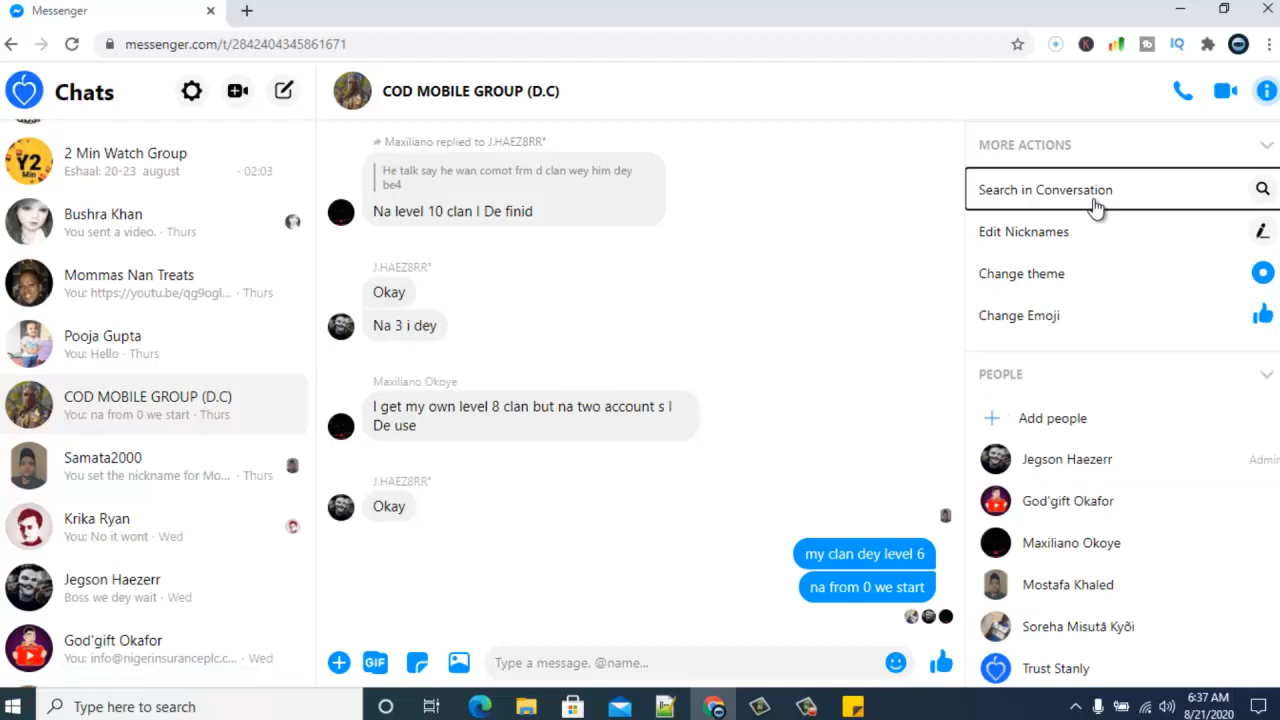 Messenger
messenger.com/t/2842404345861671
Chats
2 Min Watch Group
Eshaal: 20-23 august · 02:03
Bushra Khan
You sent a video. · Thurs
Mommas Nan Treats
You: https://youtu.be/qg9ogl... · Thurs
Pooja Gupta
You: Hello · Thurs
COD MOBILE GROUP (D.C)
You: na from 0 we start · Thurs
Samata2000
You set the nickname for Mo... · Thurs
Krika Ryan
You: No it wont · Wed
Jegson Haezerr
Boss we dey wait · Wed
God'gift Okafor
You: info@nigerinsuranceplc.c... · Wed
COD MOBILE GROUP (D.C)
Maxiliano replied to J.HAEZ8RR*
He talk say he wan comot frm d clan wey him dey
be4
Na level 10 clan I De finid
J.HAEZ8RR*
Okay
Na 3 i dey
Maxiliano Okoye
I get my own level 8 clan but na two account s I
De use
J.HAEZ8RR*
Okay
my clan dey level 6
na from 0 we start
GIF
Type a message, @name...
MORE ACTIONS
Search in Conversation
Edit Nicknames
Change theme
Change Emoji
PEOPLE
Add people
Jegson Haezerr
Admin
God'gift Okafor
Maxiliano Okoye
Mostafa Khaled
Soreha Misutā Kyōi
Trust Stanly
Type here to search
6:37 AM
8/21/2020